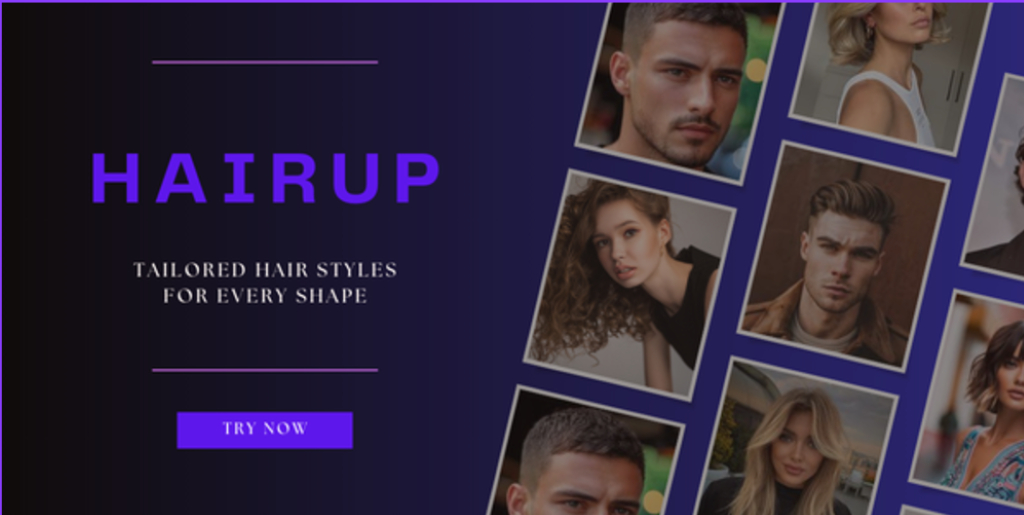 HAIRUP
TAILORED HAIR STYLES
FOR EVERY SHAPE
TRY NOW